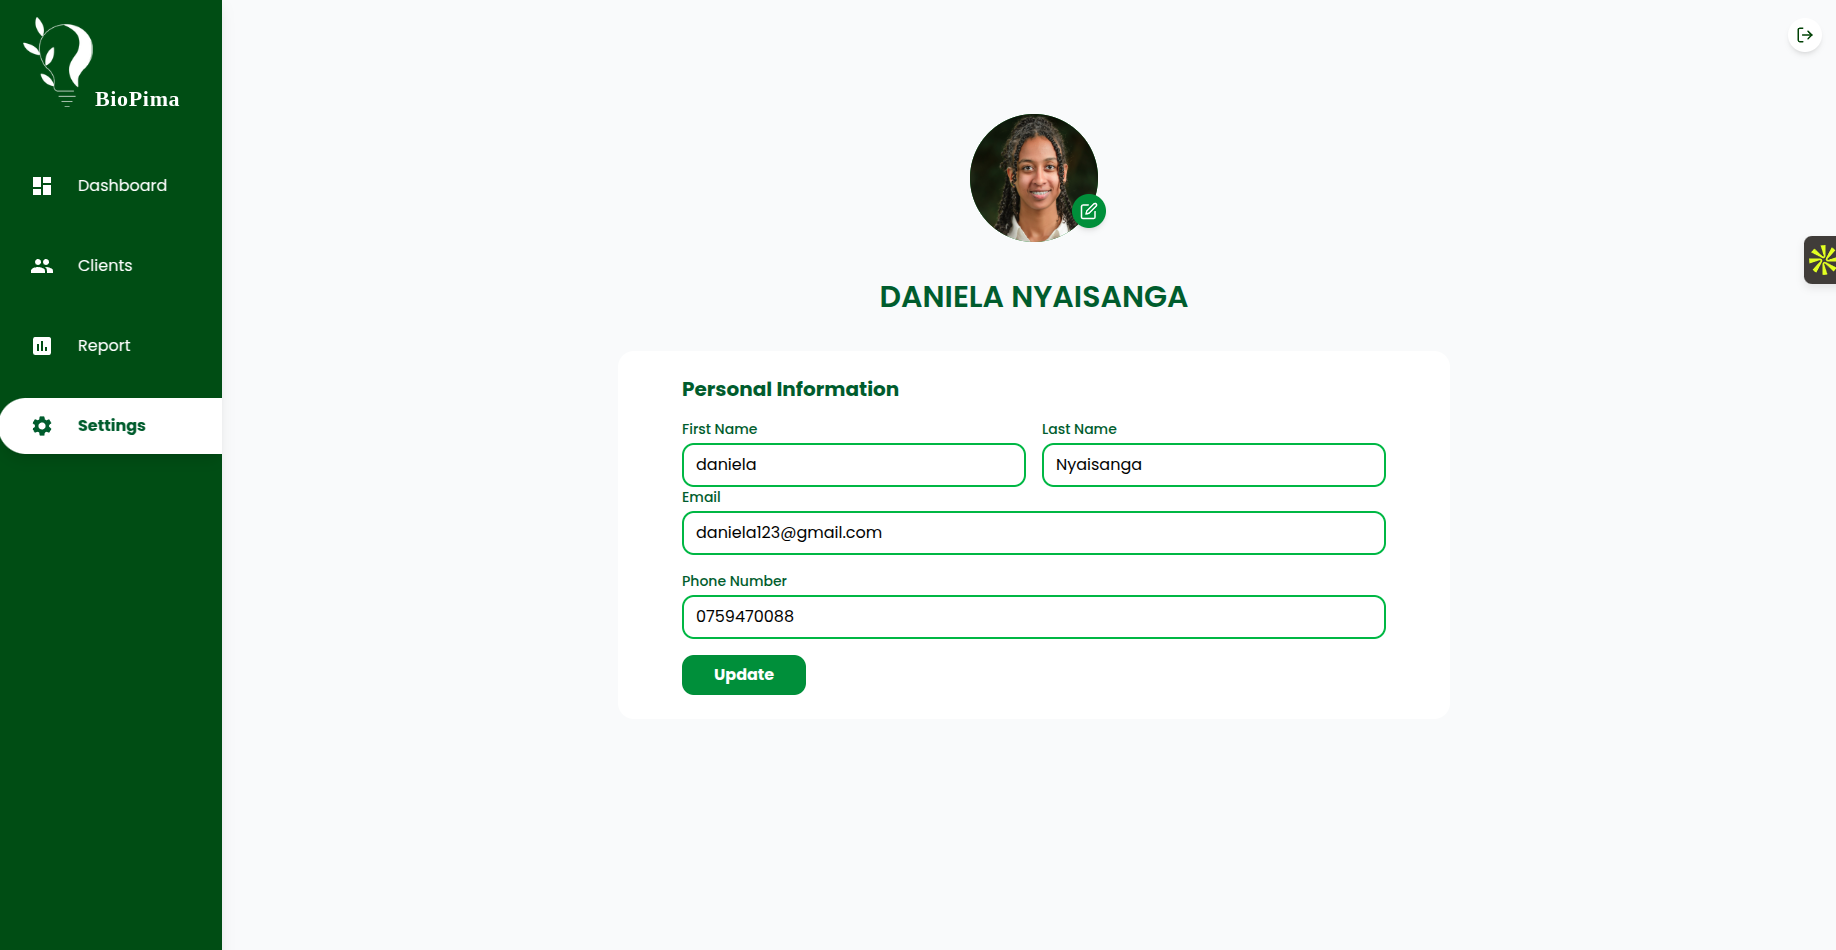 BioPima
Dashboard
Clients
Report
Settings
DANIELA NYAISANGA
Personal Information
First Name
Last Name
daniela
Nyaisanga
Email
daniela123@gmail.com
Phone Number
0759470088
Update